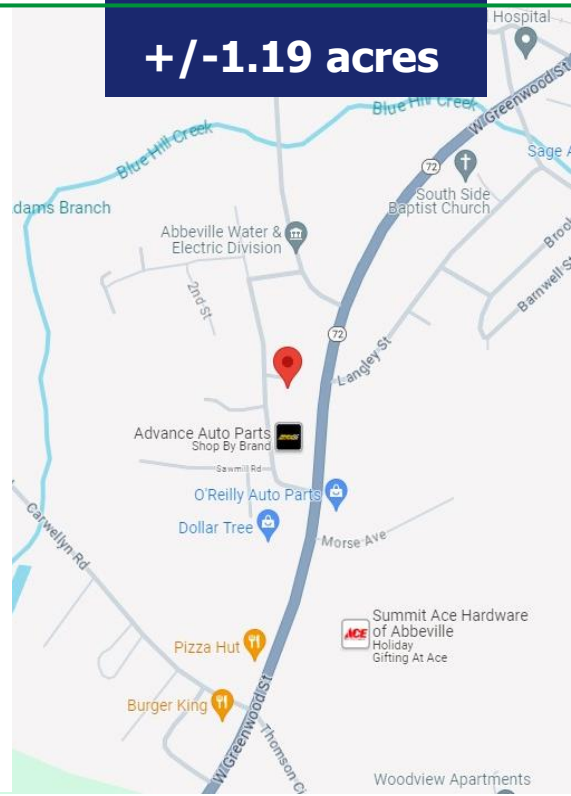 +/-1.19 acres
Hospital
W. Greenwood St
Blue Hill Creek
Blue Hill Creek
72
South Side
Baptist Church
dams Branch
Abbeville Water &
Electric Division
2nd St
Barnwell St
72
Langley St
Advance Auto Parts
Shop By Brand
Sawmill Rd
O'Reilly Auto Parts
Dollar Tree
Morse Ave
Carwellyn Rd
Summit Ace Hardware
of Abbeville
Holiday
Gifting At Ace
ACE
Pizza Hut
Burger King
W. Greenwood St
Thomson Ci
Woodview Apartments
Sage A
Broo